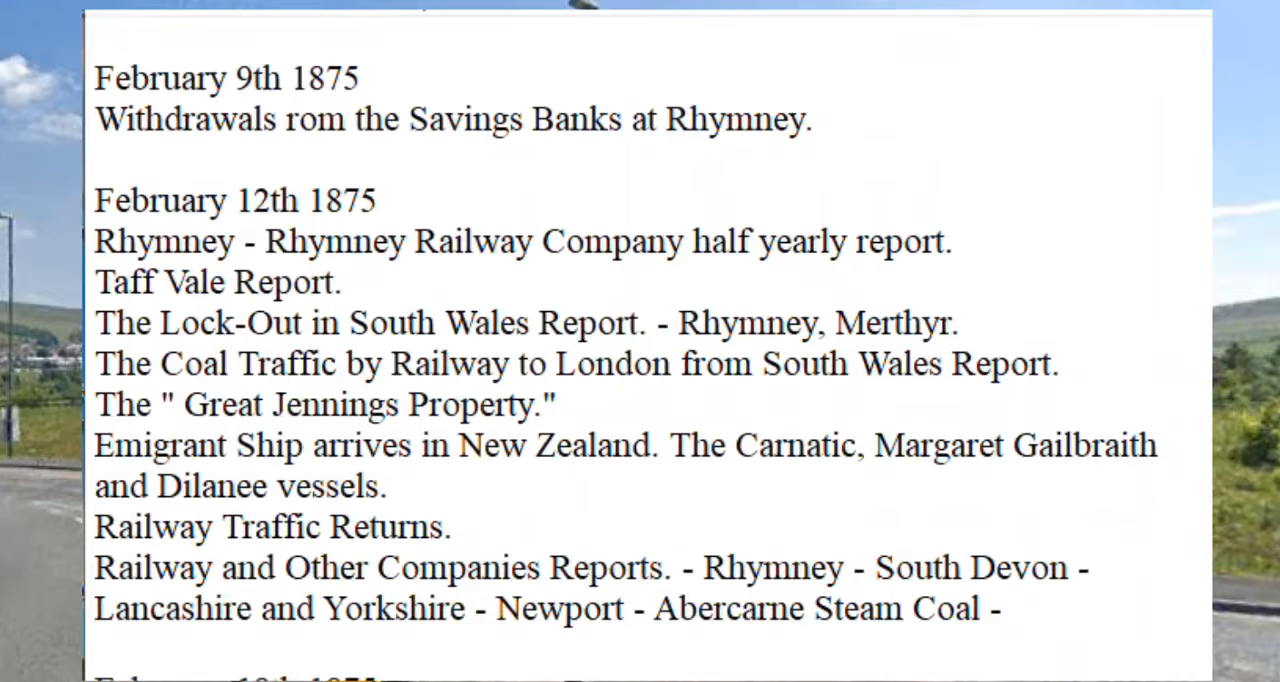 February 9th 1875
Withdrawals rom the Savings Banks at Rhymney.
February 12th 1875
Rhymney - Rhymney Railway Company half yearly report.
Taff Vale Report.
The Lock-Out in South Wales Report. - Rhymney, Merthyr.
The Coal Traffic by Railway to London from South Wales Report.
The " Great Jennings Property."
Emigrant Ship arrives in New Zealand. The Carnatic, Margaret Gailbraith
and Dilanee vessels.
Railway Traffic Returns.
Railway and Other Companies Reports. - Rhymney - South Devon -
Lancashire and Yorkshire - Newport - Abercarne Steam Coal -